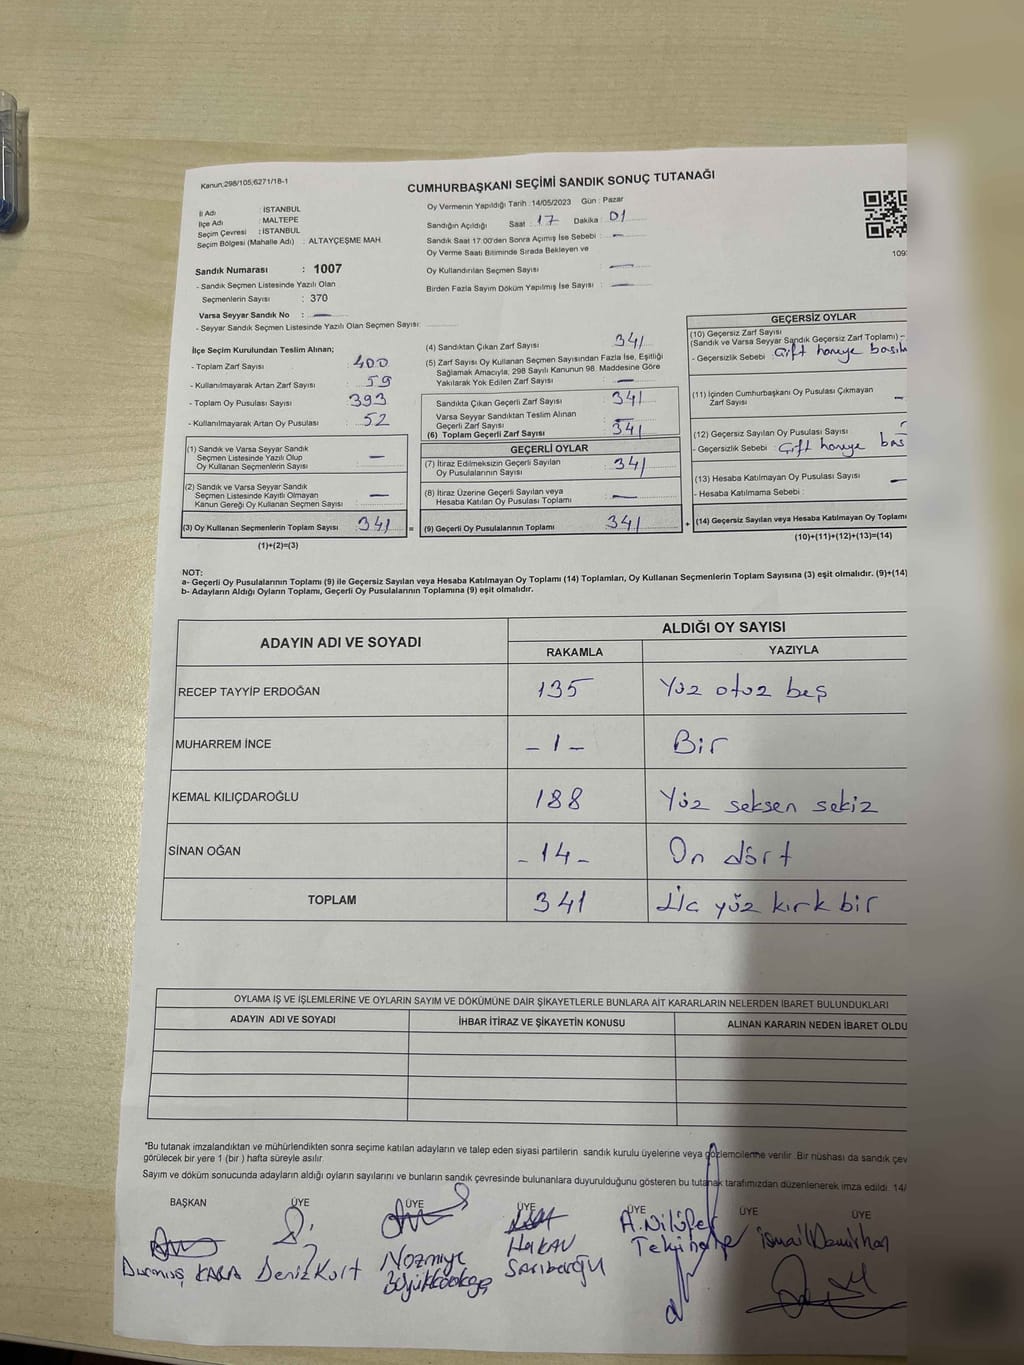 Kanun:298/105;6271/18-1
CUMHURBAŞKANI SEÇİMİ SANDIK SONUÇ TUTANAĞI
İl Adı : İSTANBUL
İlçe Adı : MALTEPE
Seçim Çevresi : İSTANBUL
Seçim Bölgesi (Mahalle Adı) : ALTAYÇEŞME MAH.
Oy Vermenin Yapıldığı Tarih :14/05/2023 Gün : Pazar
Sandığın Açıldığı Saat : 17 Dakika : 01
Sandık Saat 17:00'den Sonra Açımış İse Sebebi : —
Oy Verme Saati Bitiminde Sırada Bekleyen ve
Oy Kullandırılan Seçmen Sayısı : —
Birden Fazla Sayım Döküm Yapılmış İse Sayısı : —
109
Sandık Numarası : 1007
- Sandık Seçmen Listesinde Yazılı Olan
Seçmenlerin Sayısı : 370
Varsa Seyyar Sandık No : —
- Seyyar Sandık Seçmen Listesinde Yazılı Olan Seçmen Sayısı:
İlçe Seçim Kurulundan Teslim Alınan;
- Toplam Zarf Sayısı : 400
- Kullanılmayarak Artan Zarf Sayısı : 59
- Toplam Oy Pusulası Sayısı : 393
- Kullanılmayarak Artan Oy Pusulası : 52
(1) Sandık ve Varsa Seyyar Sandık
Seçmen Listesinde Yazılı Olup
Oy Kullanan Seçmenlerin Sayısı : —
(2) Sandık ve Varsa Seyyar Sandık
Seçmen Listesinde Kayıtlı Olmayan
Kanun Gereği Oy Kullanan Seçmen Sayısı : —
(3) Oy Kullanan Seçmenlerin Toplam Sayısı : 341
(1)+(2)=(3)
(4) Sandıktan Çıkan Zarf Sayısı : 341
(5) Zarf Sayısı Oy Kullanan Seçmen Sayısından Fazla İse, Eşitliği
Sağlamak Amacıyla, 298 Sayılı Kanunun 98. Maddesine Göre
Yakılarak Yok Edilen Zarf Sayısı : —
Sandıkta Çıkan Geçerli Zarf Sayısı : 341
Varsa Seyyar Sandıktan Teslim Alınan
Geçerli Zarf Sayısı : —
(6) Toplam Geçerli Zarf Sayısı : 341
GEÇERLİ OYLAR
(7) İtiraz Edilmeksizin Geçerli Sayılan
Oy Pusulalarının Sayısı : 341
(8) İtiraz Üzerine Geçerli Sayılan veya
Hesaba Katılan Oy Pusulası Toplamı : —
= (9) Geçerli Oy Pusulalarının Toplamı : 341
GEÇERSİZ OYLAR
(10) Geçersiz Zarf Sayısı
(Sandık ve Varsa Seyyar Sandık Geçersiz Zarf Toplamı) -
- Geçersizlik Sebebi : Çift haneye
(11) İçinden Cumhurbaşkanı Oy Pusulası Çıkmayan
Zarf Sayısı —
(12) Geçersiz Sayılan Oy Pusulası Sayısı
- Geçersizlik Sebebi : Çift haneye bas
(13) Hesaba Katılmayan Oy Pusulası Sayısı —
- Hesaba Katılmama Sebebi :
+ (14) Geçersiz Sayılan veya Hesaba Katılmayan Oy Toplamı
(10)+(11)+(12)+(13)=(14)
NOT:
a- Geçerli Oy Pusulalarının Toplamı (9) ile Geçersiz Sayılan veya Hesaba Katılmayan Oy Toplamı (14) Toplamları, Oy Kullanan Seçmenlerin Toplam Sayısına (3) eşit olmalıdır. (9)+(14)
b- Adayların Aldığı Oyların Toplamı, Geçerli Oy Pusulalarının Toplamına (9) eşit olmalıdır.
ADAYIN ADI VE SOYADI ALDIĞI OY SAYISI
RAKAMLA YAZIYLA
RECEP TAYYİP ERDOĞAN 135 Yüz otuz beş
MUHARREM İNCE - 1 - Bir
KEMAL KILIÇDAROĞLU 188 Yüz seksen sekiz
SİNAN OĞAN - 14 - On dört
TOPLAM 341 Üç yüz kırk bir
OYLAMA İŞ VE İŞLEMLERİNE VE OYLARIN SAYIM VE DÖKÜMÜNE DAİR ŞİKAYETLERLE BUNLARA AİT KARARLARIN NELERDEN İBARET BULUNDUKLARI
ADAYIN ADI VE SOYADI İHBAR İTİRAZ VE ŞİKAYETİN KONUSU ALINAN KARARIN NEDEN İBARET OLDU
*Bu tutanak imzalandıktan ve mühürlendikten sonra seçime katılan adayların ve talep eden siyasi partilerin sandık kurulu üyelerine veya gözlemcilerine verilir. Bir nüshası da sandık çev
görülecek bir yere 1 (bir ) hafta süreyle asılır.
Sayım ve döküm sonucunda adayların aldığı oyların sayılarını ve bunların sandık çevresinde bulunanlara duyurulduğunu gösteren bu tutanak tarafımızdan düzenlenerek imza edildi. 14/
BAŞKAN ÜYE ÜYE ÜYE ÜYE ÜYE ÜYE
Durmuş KARA Deniz Kurt Nazmiye Hakan Sarıbaroğu A.Nilüfer İsmail Demirhan